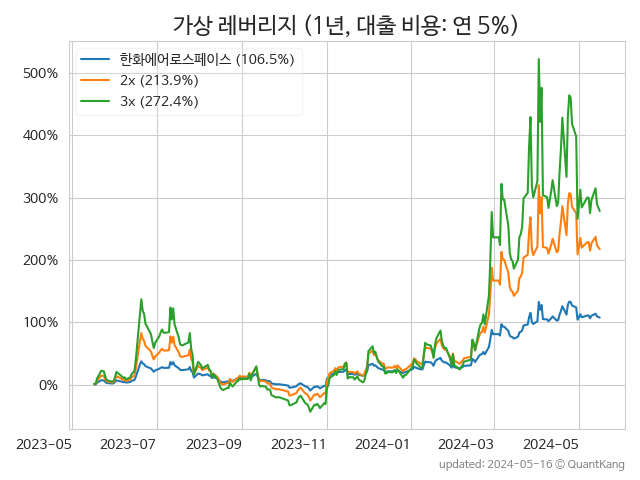 가상 레버리지 (1년, 대출 비용: 연 5%)
한화에어로스페이스 (106.5%)
2x (213.9%)
3x (272.4%)
500%
400%
300%
200%
100%
0%
2023-05 2023-07 2023-09 2023-11 2024-01 2024-03 2024-05
updated: 2024-05-16 © QuantKang